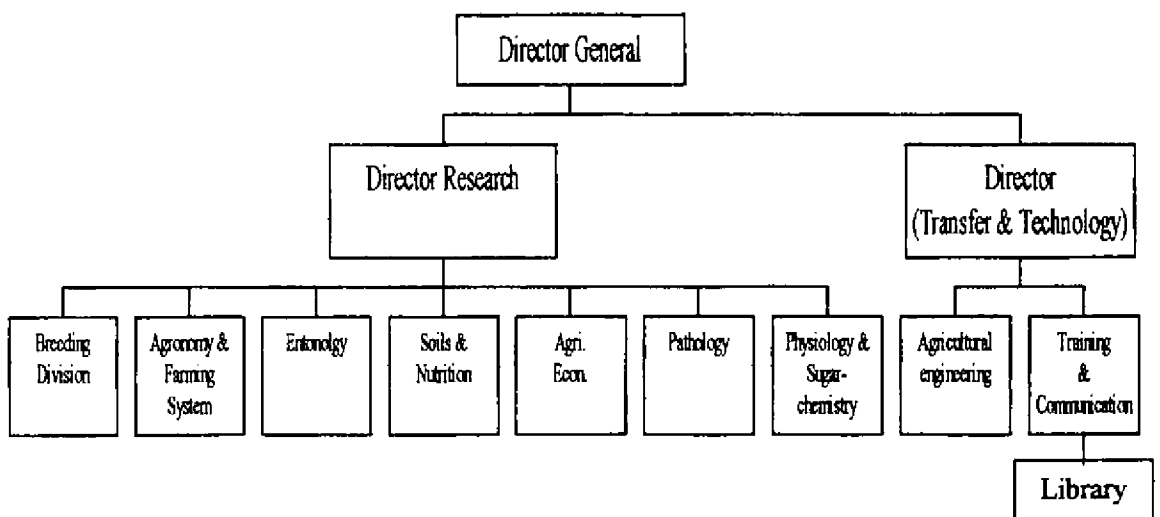 Director General
Director Research
Director
(Transfer & Technology)
Breeding
Division
Agronomy &
Farming
System
Entonolgy
Soils &
Nutrition
Agri.
Econ.
Pathology
Physiology &
Sugar-
chemistry
Agricultural
engineering
Training
&
Communication
Library